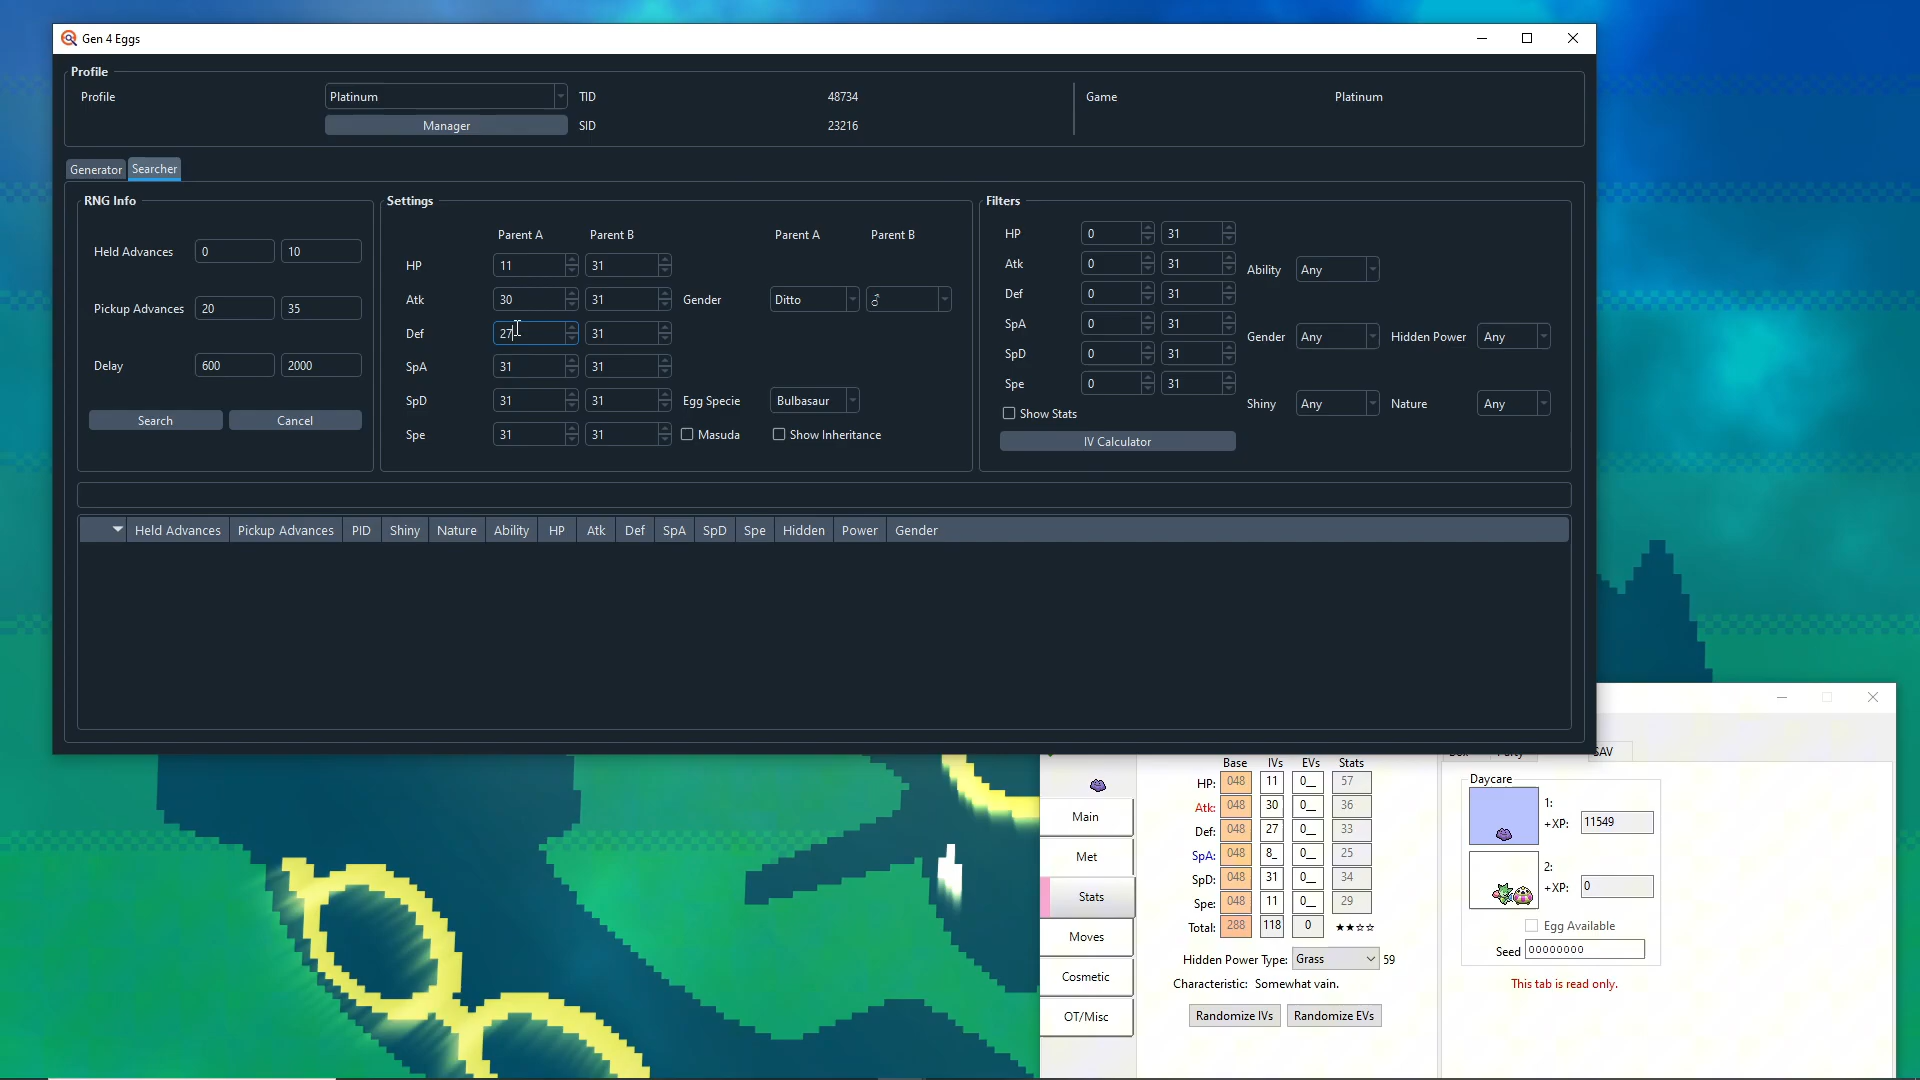 Gen 4 Eggs
Profile
Profile Platinum TID 48734 Game Platinum
Manager SID 23216
Generator Searcher
RNG Info Settings Filters
Parent A Parent B Parent A Parent B
Held Advances 0 10
Pickup Advances 20 35
Delay 600 2000
Search Cancel
HP 11 31
Atk 30 31 Gender Ditto ♂
Def 27 31
SpA 31 31
SpD 31 31 Egg Specie Bulbasaur
Spe 31 31 Masuda Show Inheritance
HP 0 31
Atk 0 31 Ability Any
Def 0 31
SpA 0 31 Gender Any Hidden Power Any
SpD 0 31
Spe 0 31 Shiny Any Nature Any
Show Stats
IV Calculator
Held Advances Pickup Advances PID Shiny Nature Ability HP Atk Def SpA SpD Spe Hidden Power Gender
SAV
Main
Met
Stats
Moves
Cosmetic
OT/Misc
Base IVs EVs Stats
HP: 048 11 0__ 57
Atk: 048 30 0__ 36
Def: 048 27 0__ 33
SpA: 048 8_ 0__ 25
SpD: 048 31 0__ 34
Spe: 048 11 0__ 29
Total: 288 118 0 ★★☆☆
Hidden Power Type: Grass 59
Characteristic: Somewhat vain.
Randomize IVs Randomize EVs
Daycare
1:
+XP: 11549
2:
+XP: 0
Egg Available
Seed 00000000
This tab is read only.